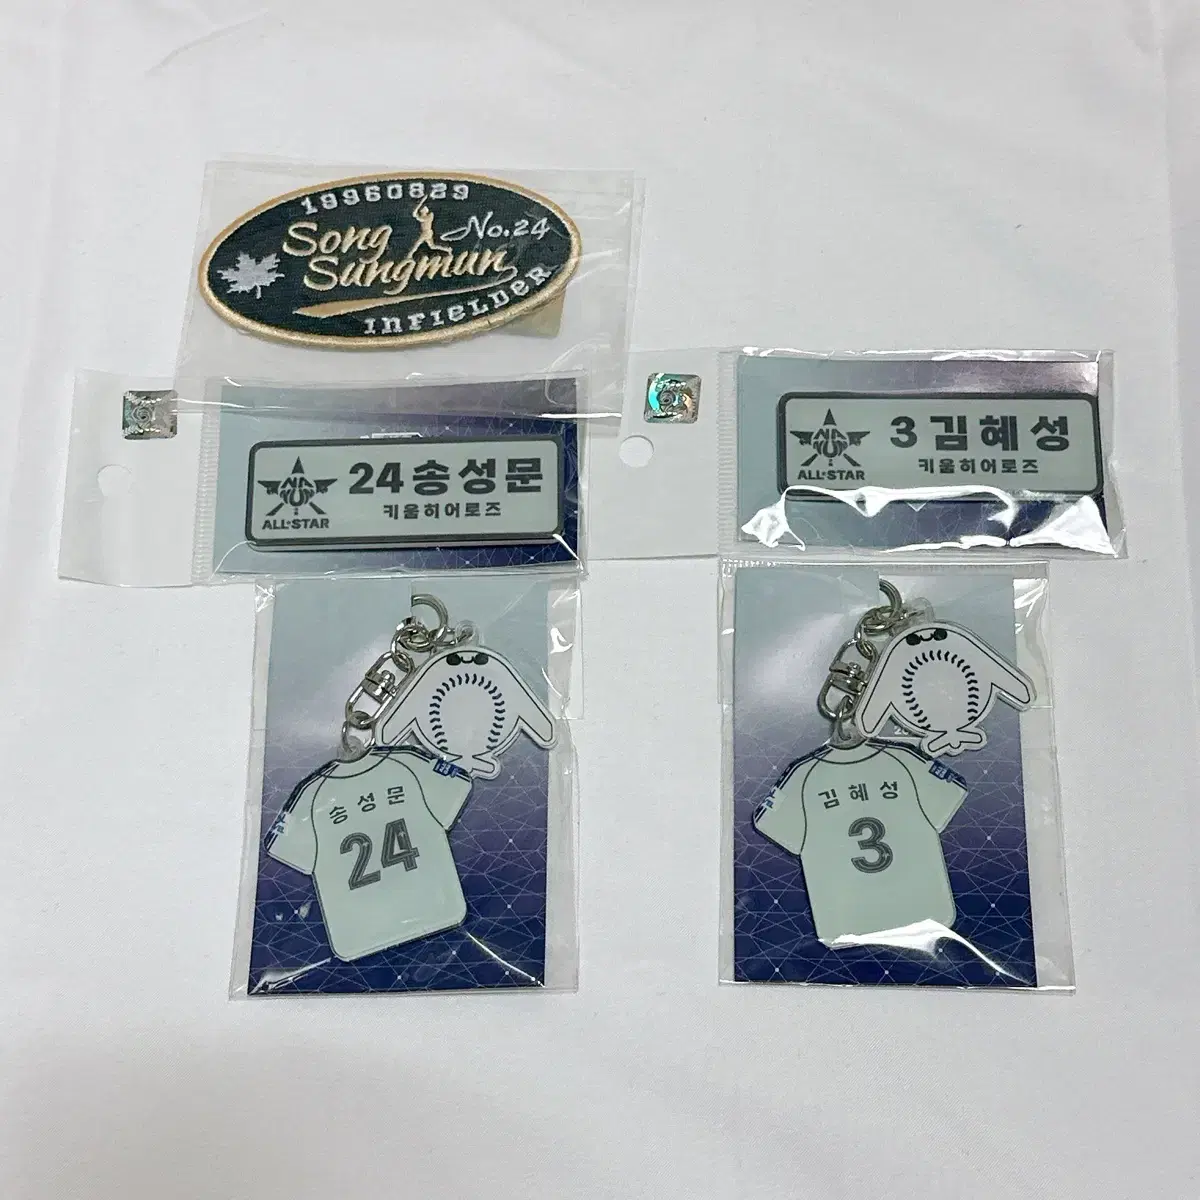 19960829
Song
Sungmun
No.24
INFIELDER
ALL★STAR
24 송성문
키움히어로즈
ALL★STAR
3 김혜성
키움히어로즈
송성문
24
김혜성
3